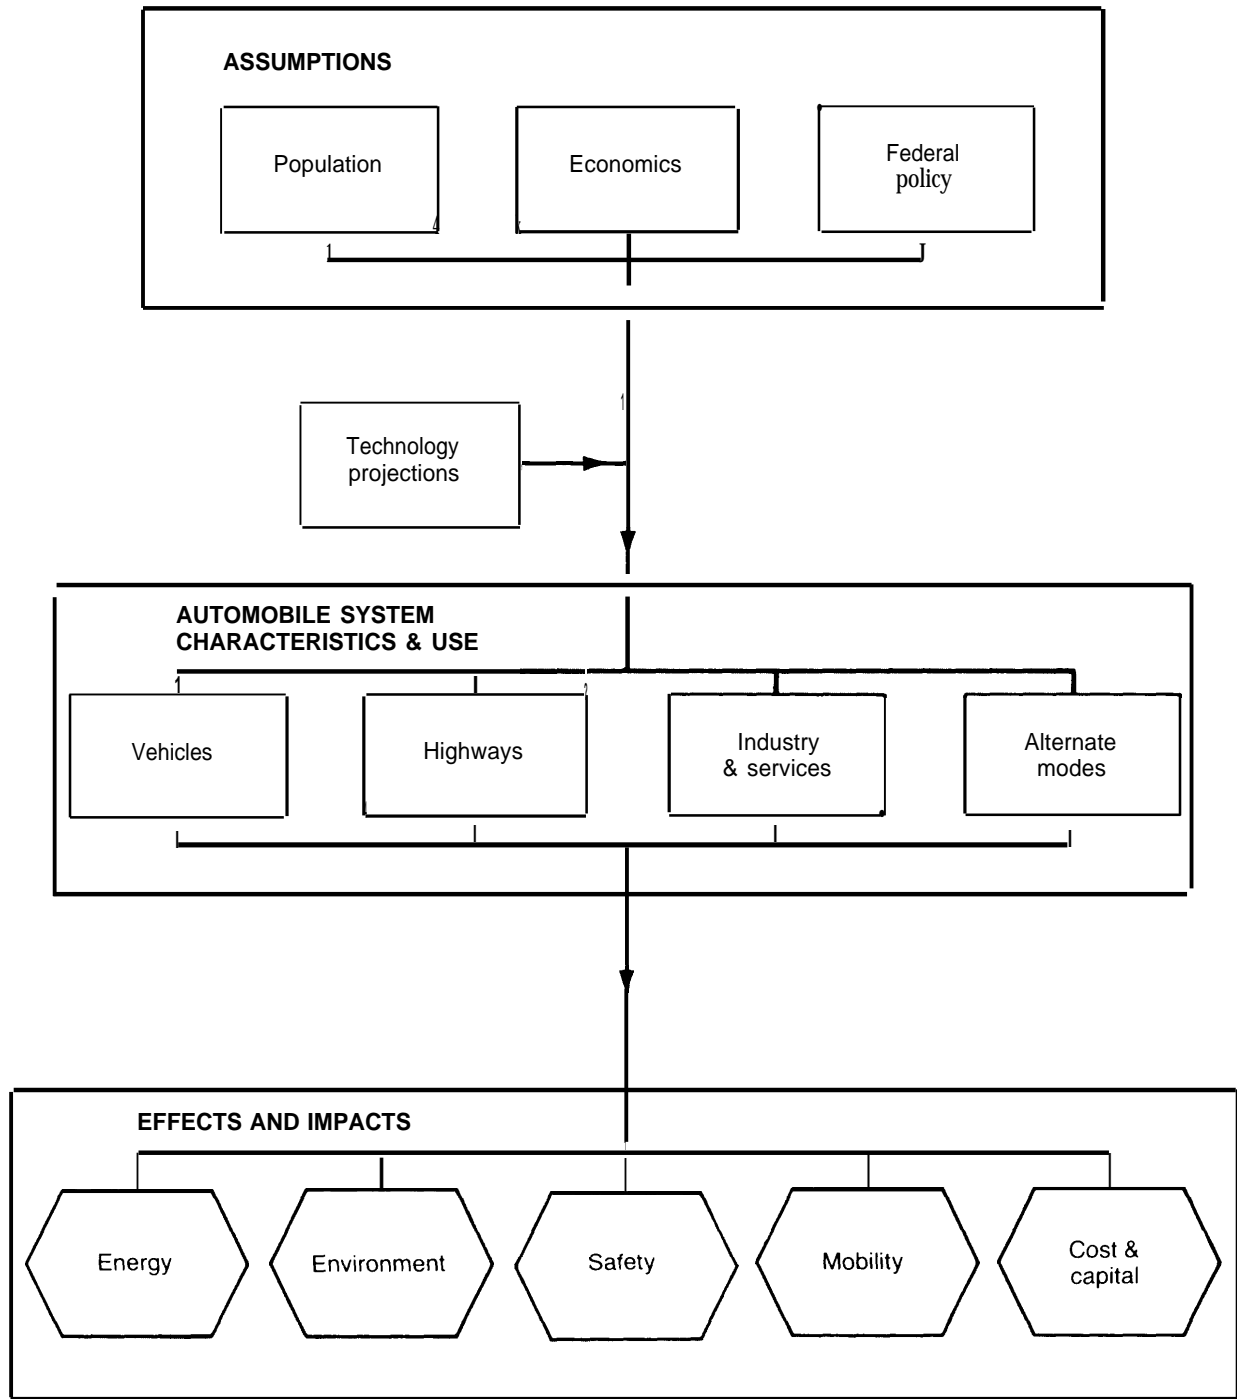 ASSUMPTIONS
Population
Economics
Federal
policy
Technology
projections
AUTOMOBILE SYSTEM
CHARACTERISTICS & USE
Vehicles
Highways
Industry
& services
Alternate
modes
EFFECTS AND IMPACTS
Energy
Environment
Safety
Mobility
Cost &
capital